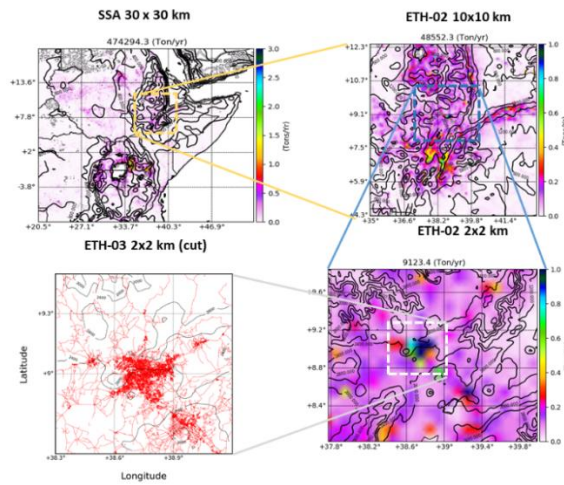 SSA 30 x 30 km
474294.3 (Ton/yr)
+13.6°
+7.8°
+2°
-3.8°
+20.5° +27.1° +33.7° +40.3° +46.9°
3.0
2.5
2.0
1.5
1.0
0.5
0.0
(Tons/Yr)
ETH-02 10x10 km
48552.3 (Ton/yr)
+12.3°
+10.7°
+9.1°
+7.5°
+5.9°
+4.3°
+35° +36.6° +38.2° +39.8° +41.4°
1.0
0.8
0.6
0.4
0.2
0.0
ETH-03 2x2 km (cut)
+9.3°
+9°
Latitude
+38.6° +38.9°
Longitude
ETH-02 2x2 km
9123.4 (Ton/yr)
+9.6°
+9.2°
+8.8°
+8.4°
+37.8° +38.2° +38.6° +39° +39.4° +39.8°
1.0
0.8
0.6
0.4
0.2
0.0